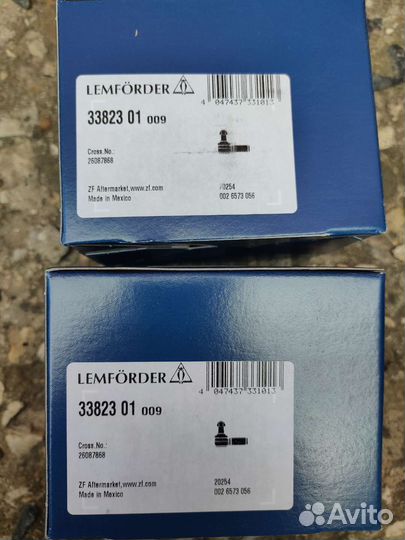 LEMFÖRDER
4 047437 331013
33823 01 009
Cross.No.:
26087868
ZF Aftermarket,www.zf.com
Made in Mexico
20254
002 6573 056
LEMFÖRDER
4 047437 331013
33823 01 009
Cross.No.:
26087868
ZF Aftermarket,www.zf.com
Made in Mexico
20254
002 6573 056
Avito